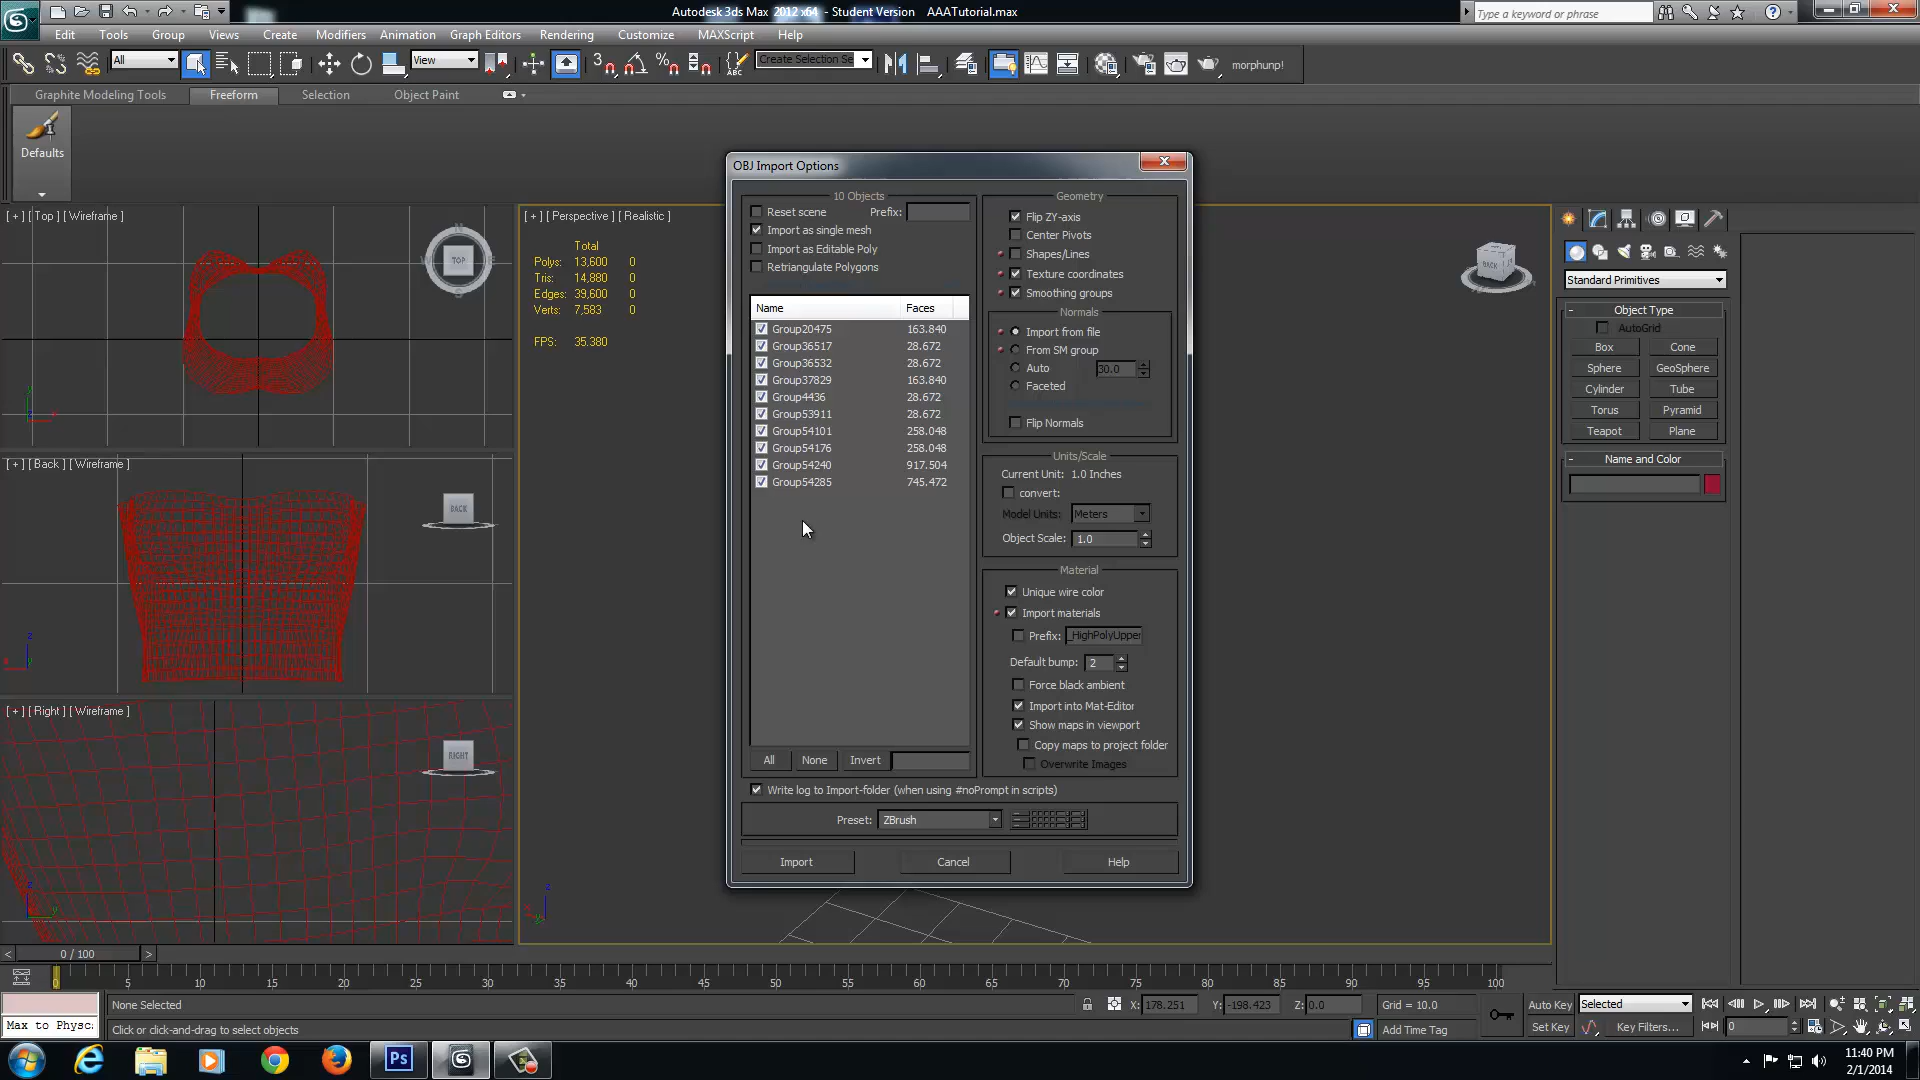 Autodesk 3ds Max 2012 x64 - Student Version AAATutorial.max
Type a keyword or phrase
Edit Tools Group Views Create Modifiers Animation Graph Editors Rendering Customize MAXScript Help
All View Create Selection Se morphunp!
Graphite Modeling Tools Freeform Selection Object Paint
Defaults
[ + ] [ Top ] [ Wireframe ]
TOP
[ + ] [ Back ] [ Wireframe ]
BACK
[ + ] [ Right ] [ Wireframe ]
RIGHT
[ + ] [ Perspective ] [ Realistic ]
Total
Polys: 13,600 0
Tris: 14,880 0
Edges: 39,600 0
Verts: 7,583 0
FPS: 35.380
BACK
OBJ Import Options
10 Objects
Reset scene Prefix:
Import as single mesh
Import as Editable Poly
Retriangulate Polygons
Name Faces
Group20475 163.840
Group36517 28.672
Group36532 28.672
Group37829 163.840
Group4436 28.672
Group53911 28.672
Group54101 258.048
Group54176 258.048
Group54240 917.504
Group54285 745.472
All None Invert
Geometry
Flip ZY-axis
Center Pivots
Shapes/Lines
Texture coordinates
Smoothing groups
Normals
Import from file
From SM group
Auto 30.0
Faceted
Flip Normals
Units/Scale
Current Unit: 1.0 Inches
convert:
Model Units: Meters
Object Scale: 1.0
Material
Unique wire color
Import materials
Prefix: _HighPolyUpper
Default bump: 2
Force black ambient
Import into Mat-Editor
Show maps in viewport
Copy maps to project folder
Overwrite Images
Write log to Import-folder (when using #noPrompt in scripts)
Preset: ZBrush
Import Cancel Help
Standard Primitives
- Object Type
AutoGrid
Box Cone
Sphere GeoSphere
Cylinder Tube
Torus Pyramid
Teapot Plane
- Name and Color
< 0 / 100 >
0 5 10 15 20 25 30 35 40 45 50 55 60 65 70 75 80 85 90 95 100
None Selected X: 178.251 Y: -198.423 Z: 0.0 Grid = 10.0 Auto Key Selected
Max to Physc: Click or click-and-drag to select objects Add Time Tag Set Key Key Filters... 0
Ps
11:40 PM
2/1/2014